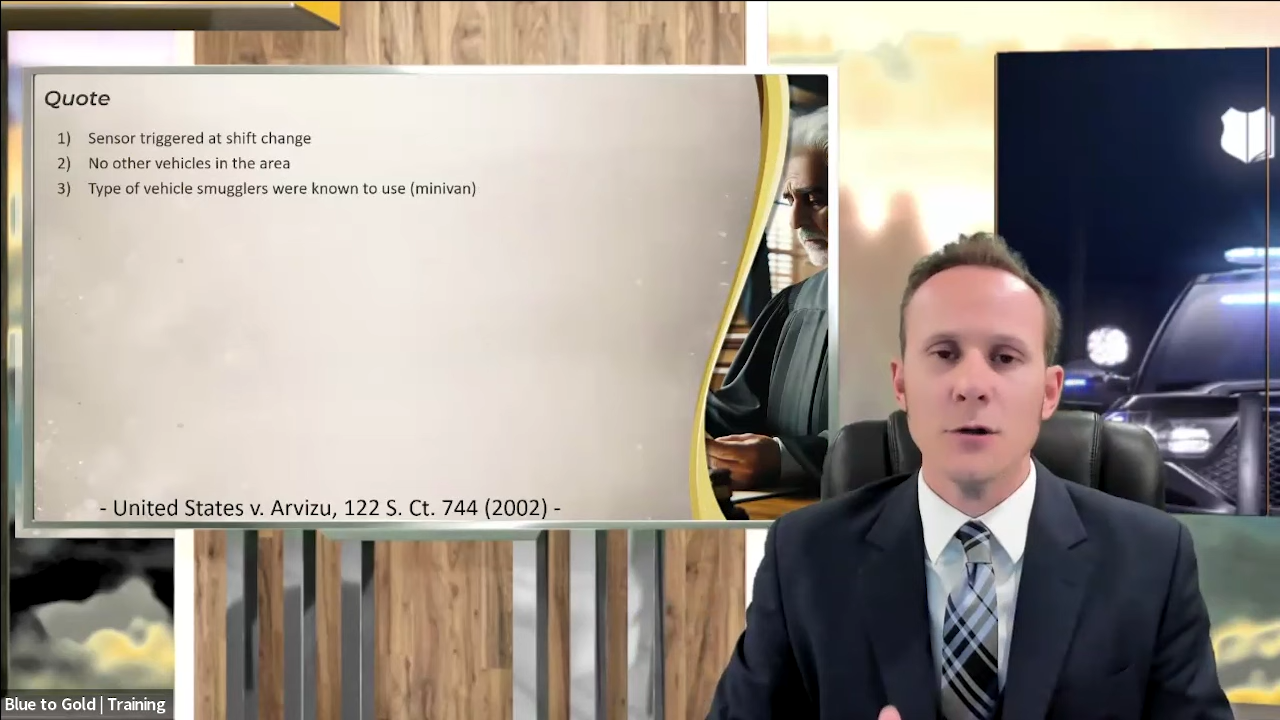 Quote
1) Sensor triggered at shift change
2) No other vehicles in the area
3) Type of vehicle smugglers were known to use (minivan)
- United States v. Arvizu, 122 S. Ct. 744 (2002) -
Blue to Gold | Training